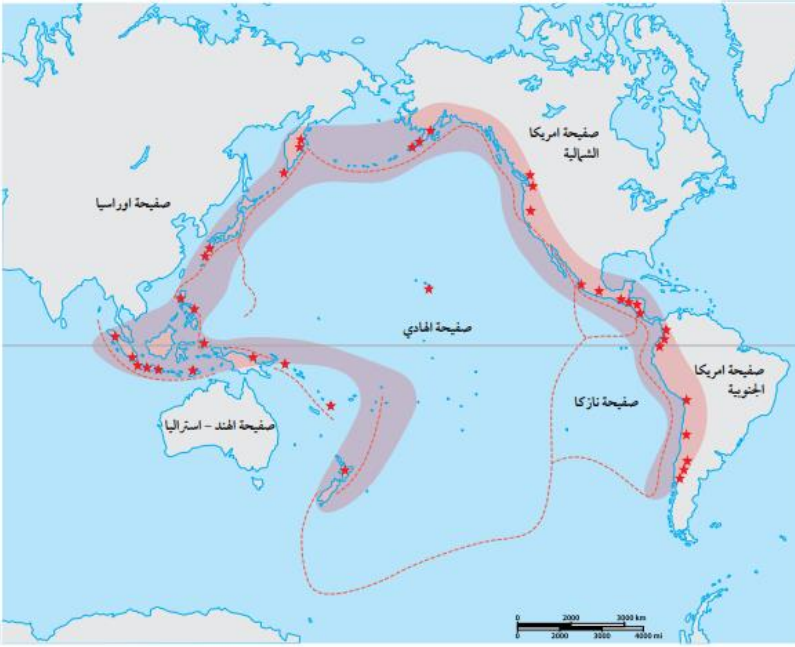 صفيحة امريكا
الشمالية
صفيحة اوراسيا
صفيحة الهادي
صفيحة امريكا
الجنوبية
صفيحة نازكا
صفيحة الهند – استراليا
0 2000 3000 km
0 2000 3000 4000 mi